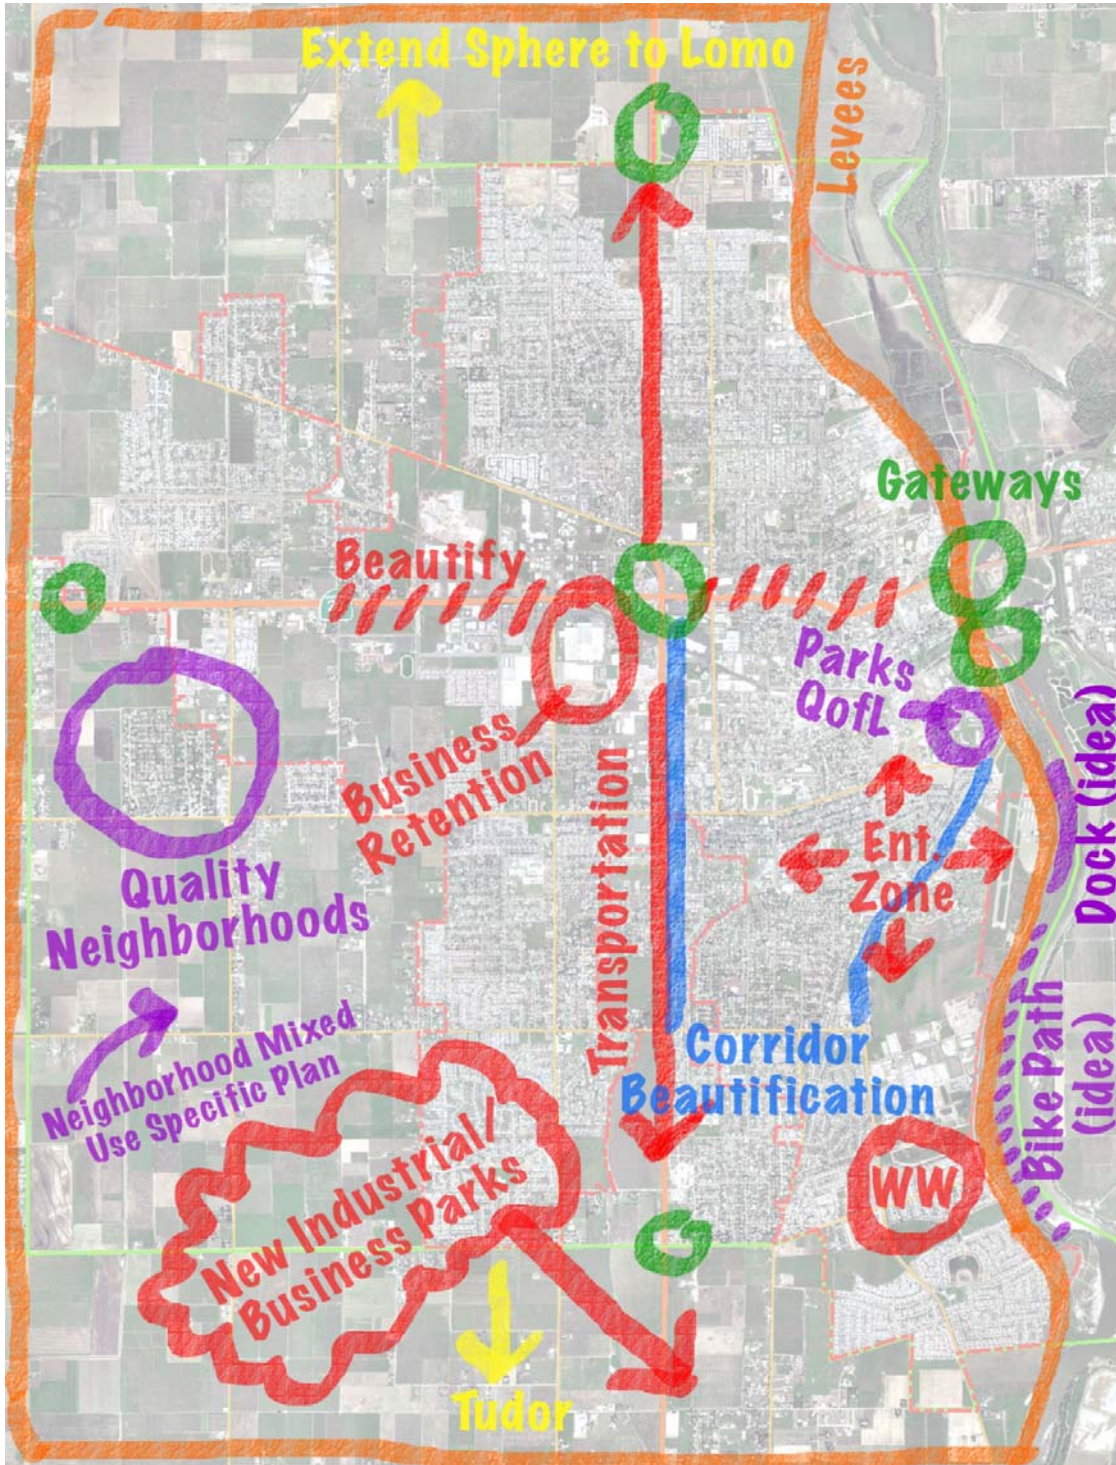 Extend Sphere to Lomo
Levees
Gateways
Beautify
Parks
QofL
Business
Retention
Transportation
Ent.
Zone
Dock (idea)
Quality
Neighborhoods
Neighborhood Mixed
Use Specific Plan
Corridor
Beautification
Bike Path
(idea)
WW
New Industrial/
Business Parks
Tudor